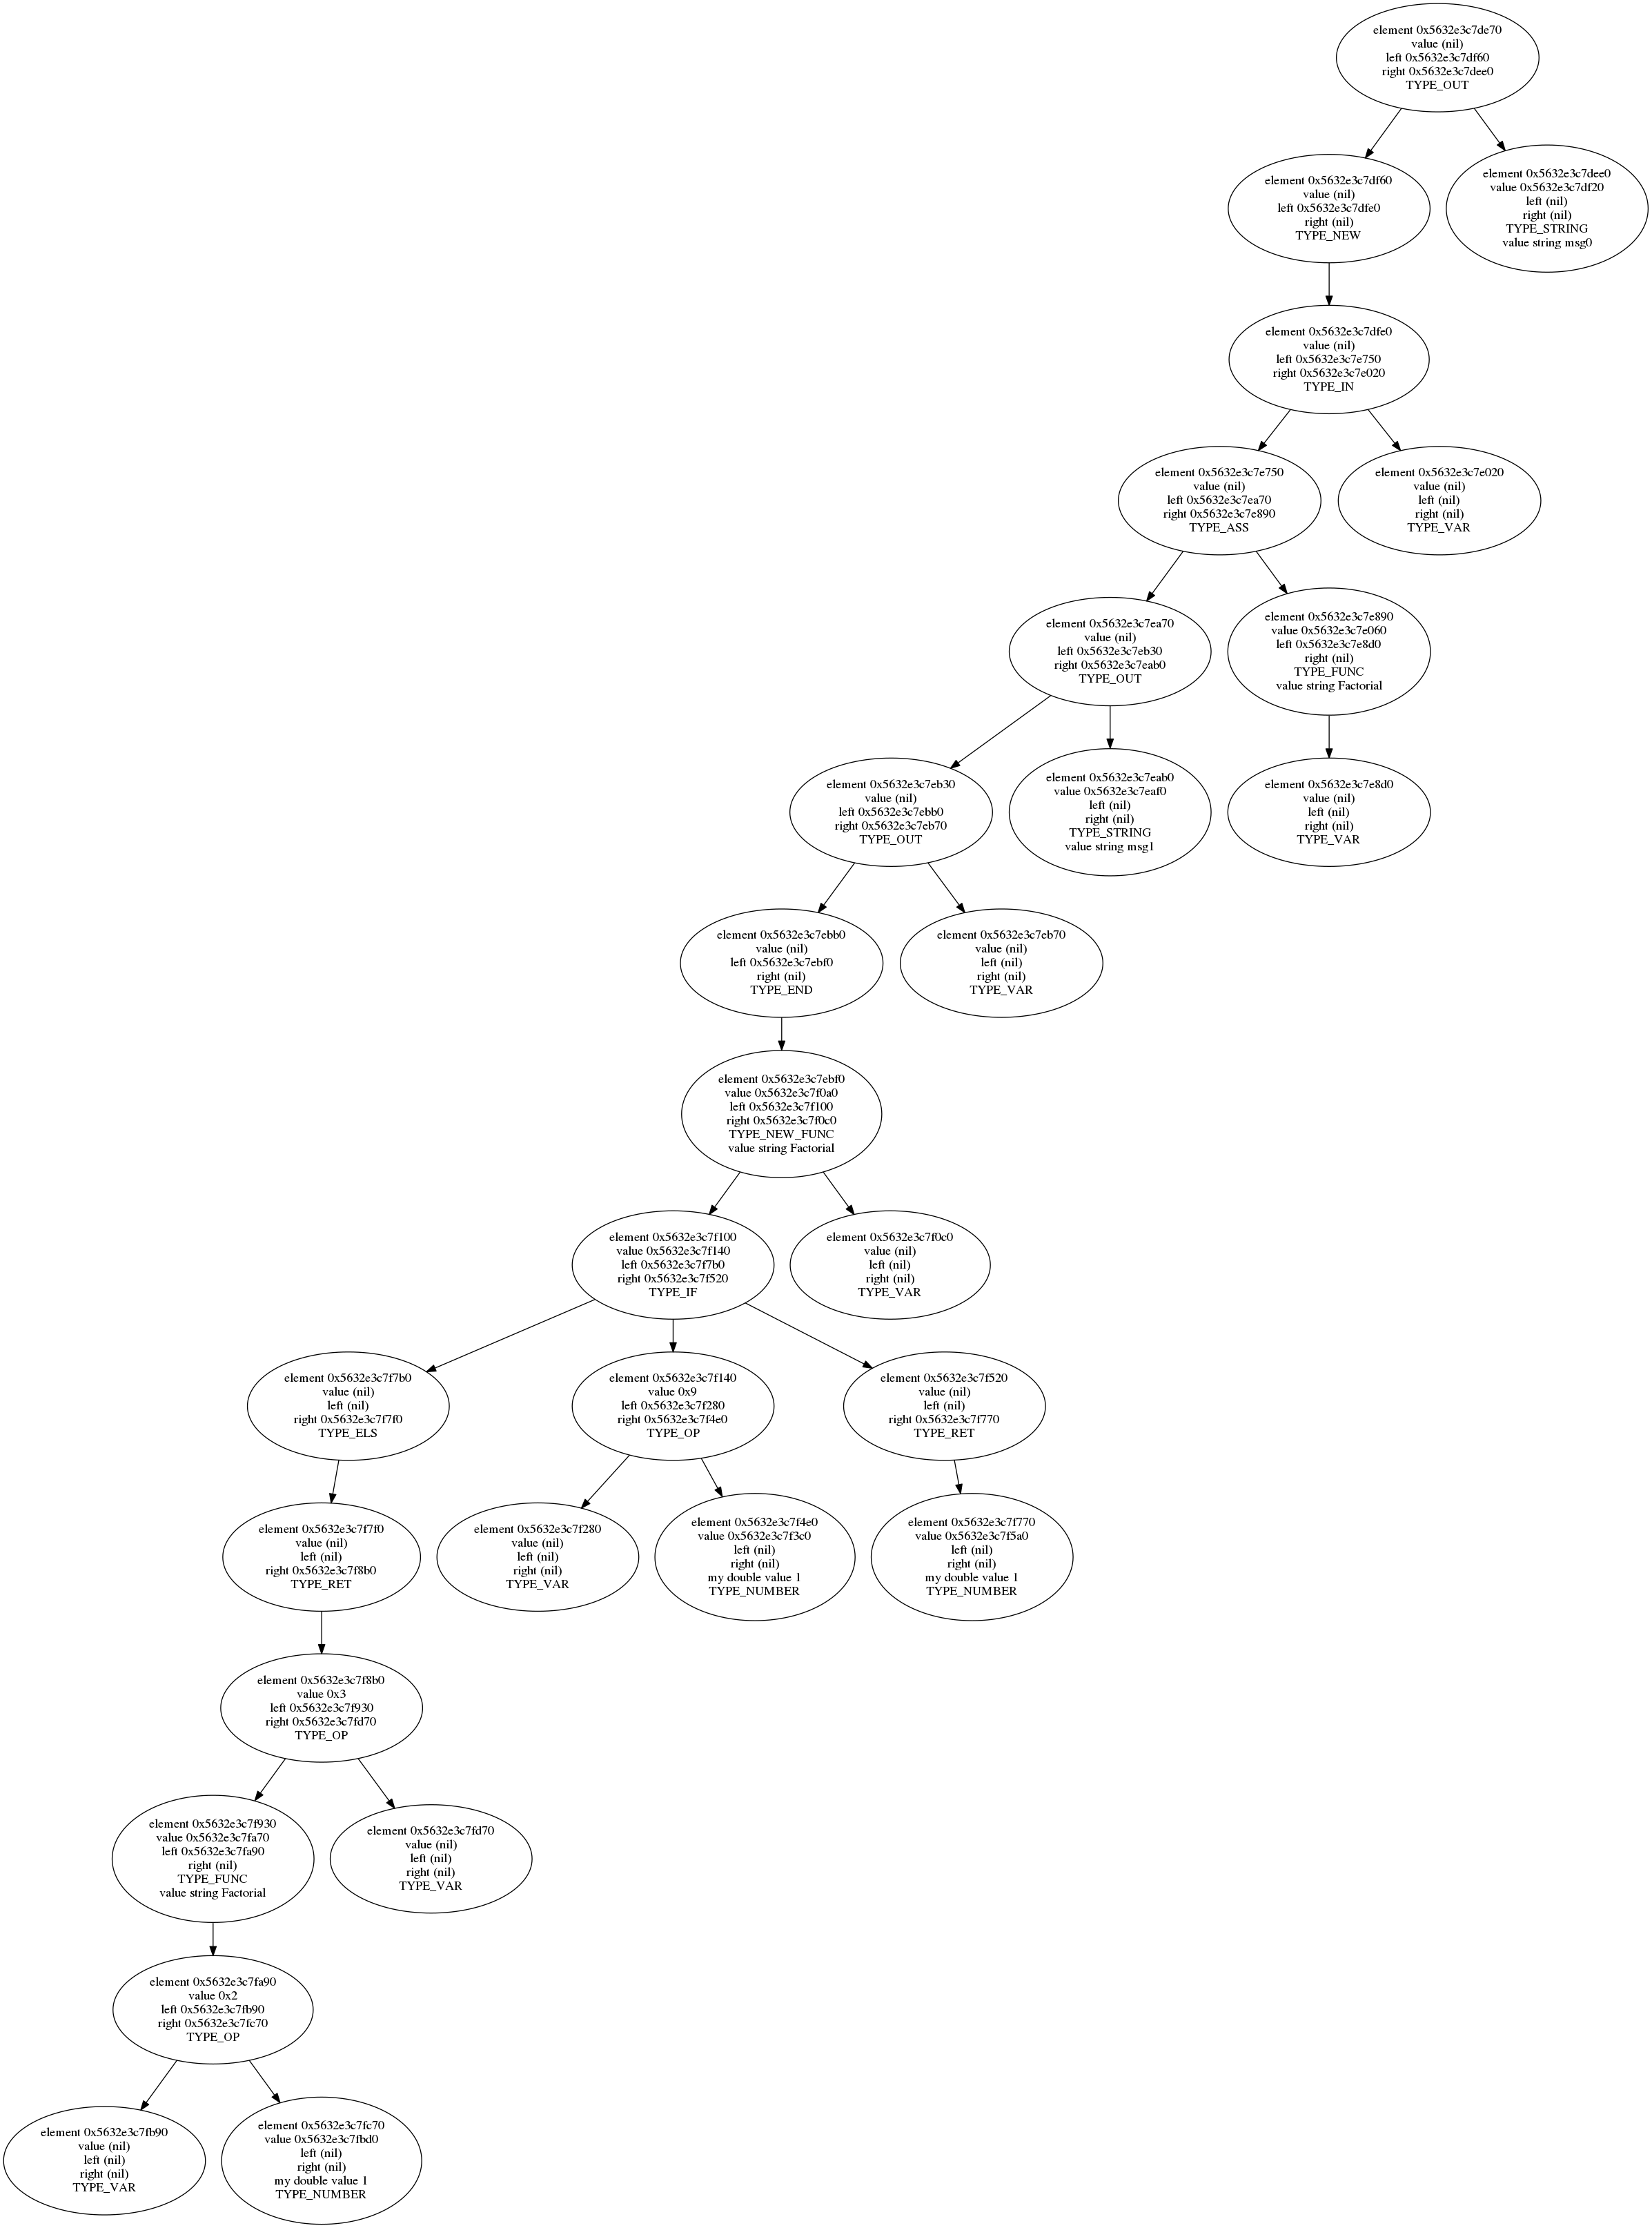 element 0x5632e3c7de70
value (nil)
left 0x5632e3c7df60
right 0x5632e3c7dee0
TYPE_OUT
element 0x5632e3c7df60
value (nil)
left 0x5632e3c7dfe0
right (nil)
TYPE_NEW
element 0x5632e3c7dee0
value 0x5632e3c7df20
left (nil)
right (nil)
TYPE_STRING
value string msg0
element 0x5632e3c7dfe0
value (nil)
left 0x5632e3c7e750
right 0x5632e3c7e020
TYPE_IN
element 0x5632e3c7e750
value (nil)
left 0x5632e3c7ea70
right 0x5632e3c7e890
TYPE_ASS
element 0x5632e3c7e020
value (nil)
left (nil)
right (nil)
TYPE_VAR
element 0x5632e3c7ea70
value (nil)
left 0x5632e3c7eb30
right 0x5632e3c7eab0
TYPE_OUT
element 0x5632e3c7e890
value 0x5632e3c7e060
left 0x5632e3c7e8d0
right (nil)
TYPE_FUNC
value string Factorial
element 0x5632e3c7eb30
value (nil)
left 0x5632e3c7ebb0
right 0x5632e3c7eb70
TYPE_OUT
element 0x5632e3c7eab0
value 0x5632e3c7eaf0
left (nil)
right (nil)
TYPE_STRING
value string msg1
element 0x5632e3c7e8d0
value (nil)
left (nil)
right (nil)
TYPE_VAR
element 0x5632e3c7ebb0
value (nil)
left 0x5632e3c7ebf0
right (nil)
TYPE_END
element 0x5632e3c7eb70
value (nil)
left (nil)
right (nil)
TYPE_VAR
element 0x5632e3c7ebf0
value 0x5632e3c7f0a0
left 0x5632e3c7f100
right 0x5632e3c7f0c0
TYPE_NEW_FUNC
value string Factorial
element 0x5632e3c7f100
value 0x5632e3c7f140
left 0x5632e3c7f7b0
right 0x5632e3c7f520
TYPE_IF
element 0x5632e3c7f0c0
value (nil)
left (nil)
right (nil)
TYPE_VAR
element 0x5632e3c7f7b0
value (nil)
left (nil)
right 0x5632e3c7f7f0
TYPE_ELS
element 0x5632e3c7f140
value 0x9
left 0x5632e3c7f280
right 0x5632e3c7f4e0
TYPE_OP
element 0x5632e3c7f520
value (nil)
left (nil)
right 0x5632e3c7f770
TYPE_RET
element 0x5632e3c7f7f0
value (nil)
left (nil)
right 0x5632e3c7f8b0
TYPE_RET
element 0x5632e3c7f280
value (nil)
left (nil)
right (nil)
TYPE_VAR
element 0x5632e3c7f4e0
value 0x5632e3c7f3c0
left (nil)
right (nil)
my double value 1
TYPE_NUMBER
element 0x5632e3c7f770
value 0x5632e3c7f5a0
left (nil)
right (nil)
my double value 1
TYPE_NUMBER
element 0x5632e3c7f8b0
value 0x3
left 0x5632e3c7f930
right 0x5632e3c7fd70
TYPE_OP
element 0x5632e3c7f930
value 0x5632e3c7fa70
left 0x5632e3c7fa90
right (nil)
TYPE_FUNC
value string Factorial
element 0x5632e3c7fd70
value (nil)
left (nil)
right (nil)
TYPE_VAR
element 0x5632e3c7fa90
value 0x2
left 0x5632e3c7fb90
right 0x5632e3c7fc70
TYPE_OP
element 0x5632e3c7fb90
value (nil)
left (nil)
right (nil)
TYPE_VAR
element 0x5632e3c7fc70
value 0x5632e3c7fbd0
left (nil)
right (nil)
my double value 1
TYPE_NUMBER